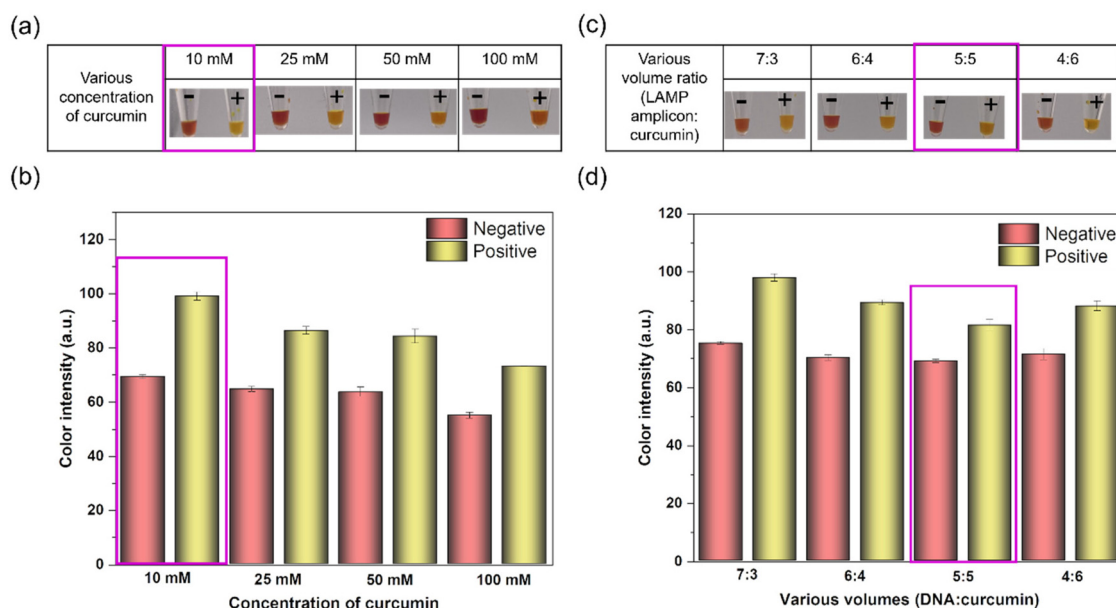 (a)
Various
concentration
of curcumin
10 mM
25 mM
50 mM
100 mM
- +
- +
- +
- +
(b)
Color intensity (a.u.)
120
100
80
60
40
20
0
Negative
Positive
10 mM
25 mM
50 mM
100 mM
Concentration of curcumin
(c)
Various
volume ratio
(LAMP
amplicon:
curcumin)
7:3
6:4
5:5
4:6
- +
- +
- +
- +
(d)
Color intensity (a.u.)
120
100
80
60
40
20
0
Negative
Positive
7:3
6:4
5:5
4:6
Various volumes (DNA:curcumin)